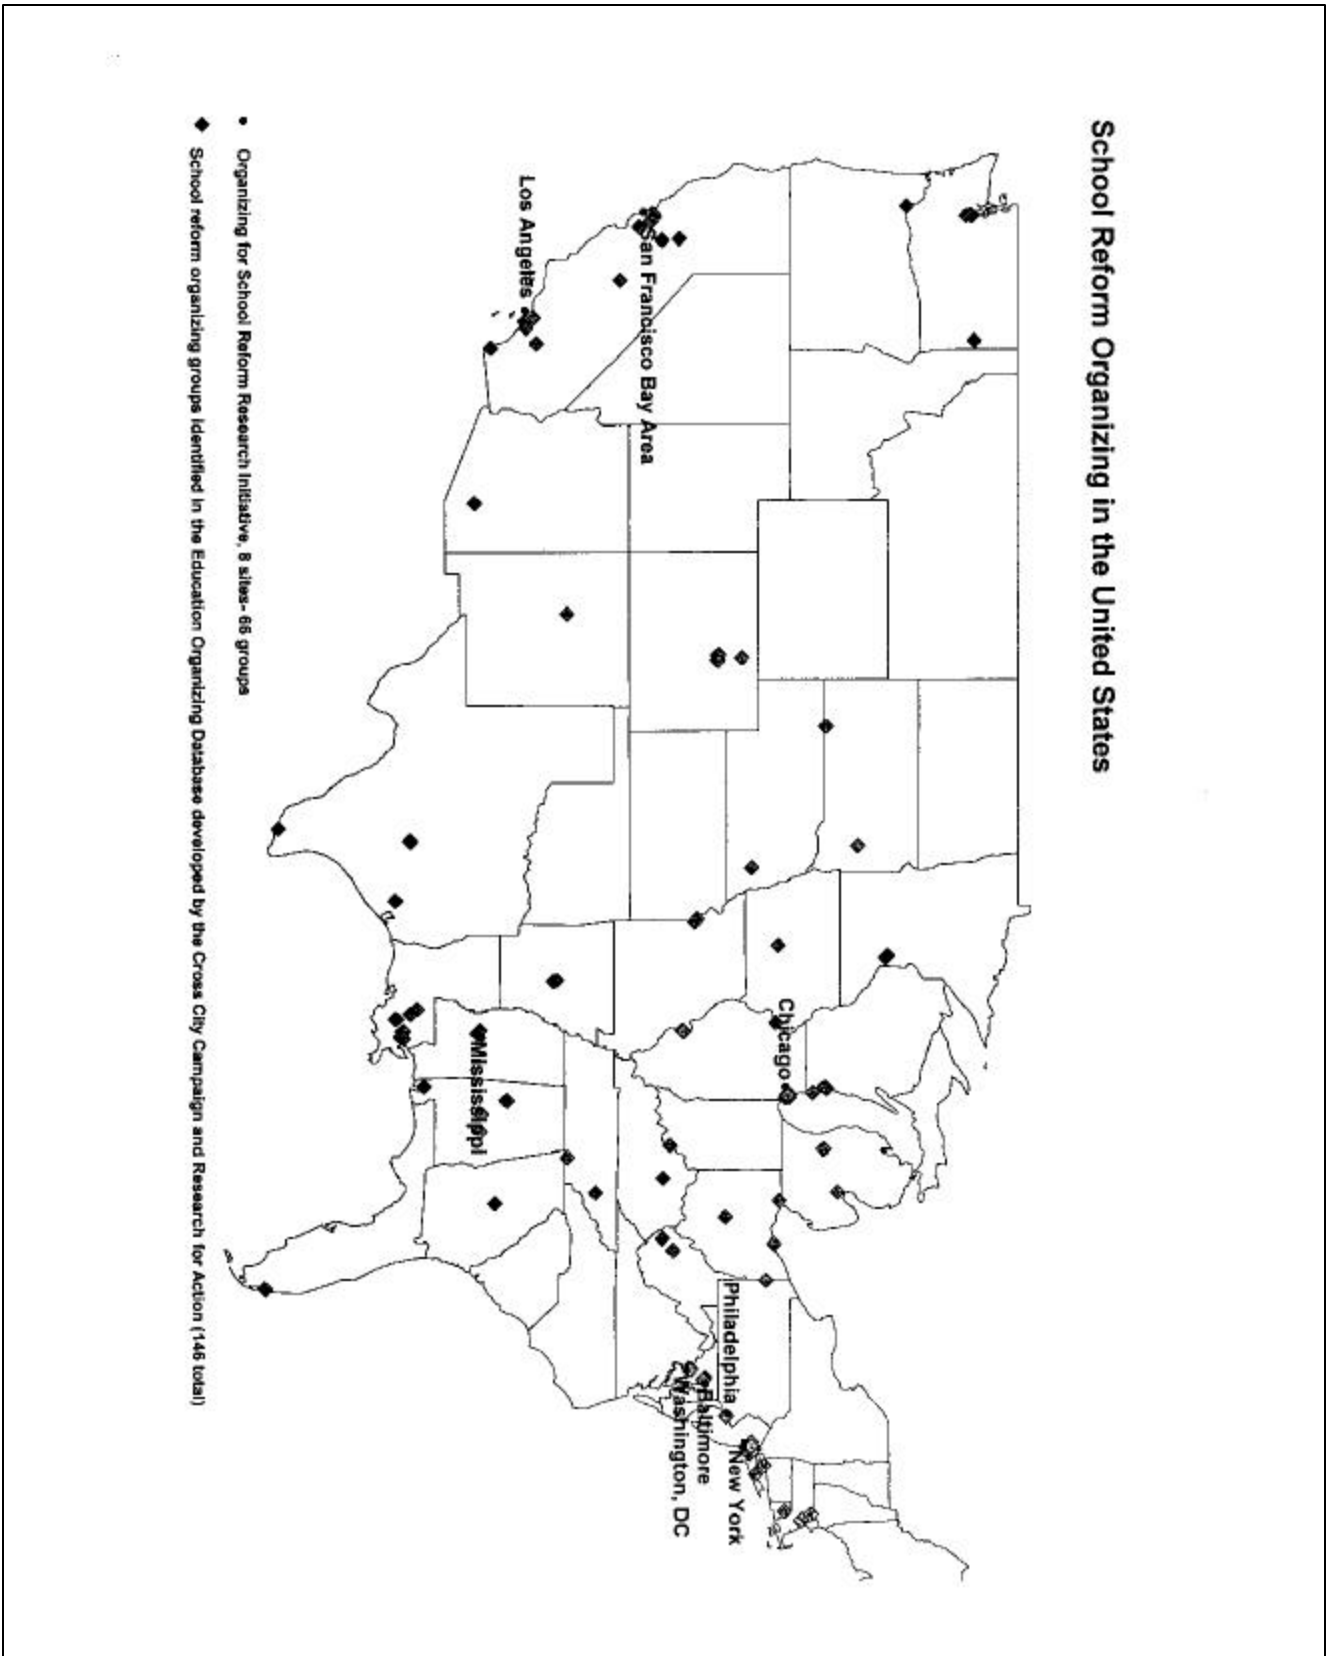 School Reform Organizing in the United States
San Francisco Bay Area
Los Angeles
Chicago
Mississippi
Philadelphia
New York
Baltimore
Washington, DC
• Organizing for School Reform Research Initiative, 8 sites- 66 groups
◆ School reform organizing groups identified in the Education Organizing Database developed by the Cross City Campaign and Research for Action (146 total)